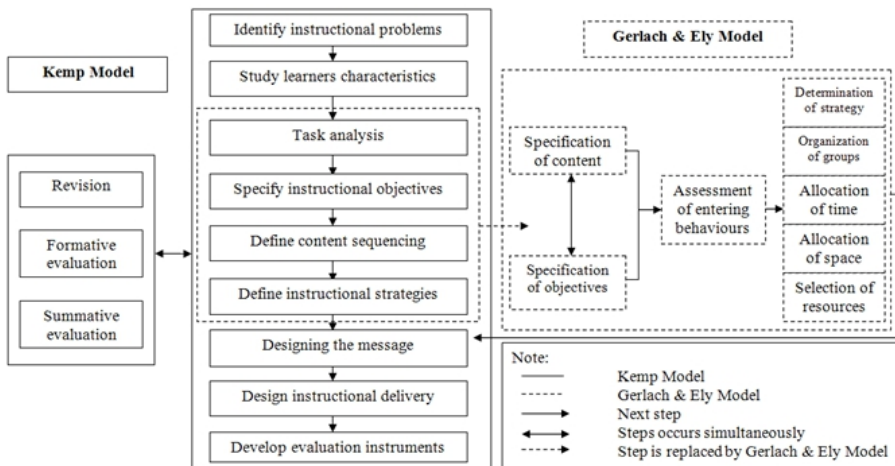 Kemp Model
Revision
Formative
evaluation
Summative
evaluation
Identify instructional problems
Study learners characteristics
Task analysis
Specify instructional objectives
Define content sequencing
Define instructional strategies
Designing the message
Design instructional delivery
Develop evaluation instruments
Gerlach & Ely Model
Specification
of content
Specification
of objectives
Assessment
of entering
behaviours
Determination
of strategy
Organization
of groups
Allocation
of time
Allocation
of space
Selection of
resources
Note:
Kemp Model
Gerlach & Ely Model
Next step
Steps occurs simultaneously
Step is replaced by Gerlach & Ely Model